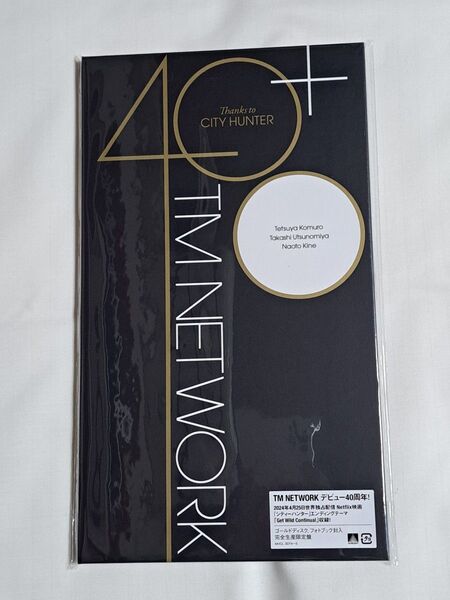 40+
Thanks to
CITY HUNTER
TM NETWORK
Tetsuya Komuro
Takashi Utsunomiya
Naoto Kine
TM NETWORK デビュー40周年!
2024年4月25日世界独占配信 Netflix映画
『シティーハンター』エンディングテーマ
「Get Wild Continual」収録!
ゴールドディスク、フォトブック封入
完全生産限定盤